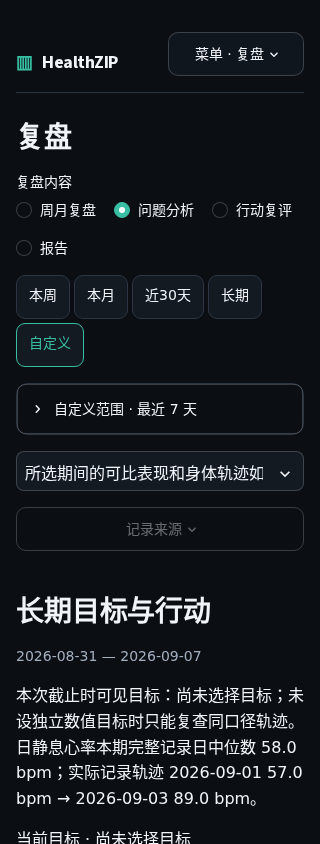 HealthZIP
菜单 · 复盘
复盘
复盘内容
周月复盘 问题分析 行动复评
报告
本周 本月 近30天 长期
自定义
自定义范围 · 最近 7 天
所选期间的可比表现和身体轨迹如
记录来源
长期目标与行动
2026-08-31 — 2026-09-07
本次截止时可见目标：尚未选择目标；未
设独立数值目标时只能复查同口径轨迹。
日静息心率本期完整记录日中位数 58.0
bpm；实际记录轨迹 2026-09-01 57.0
bpm → 2026-09-03 89.0 bpm。
当前目标 · 尚未选择目标